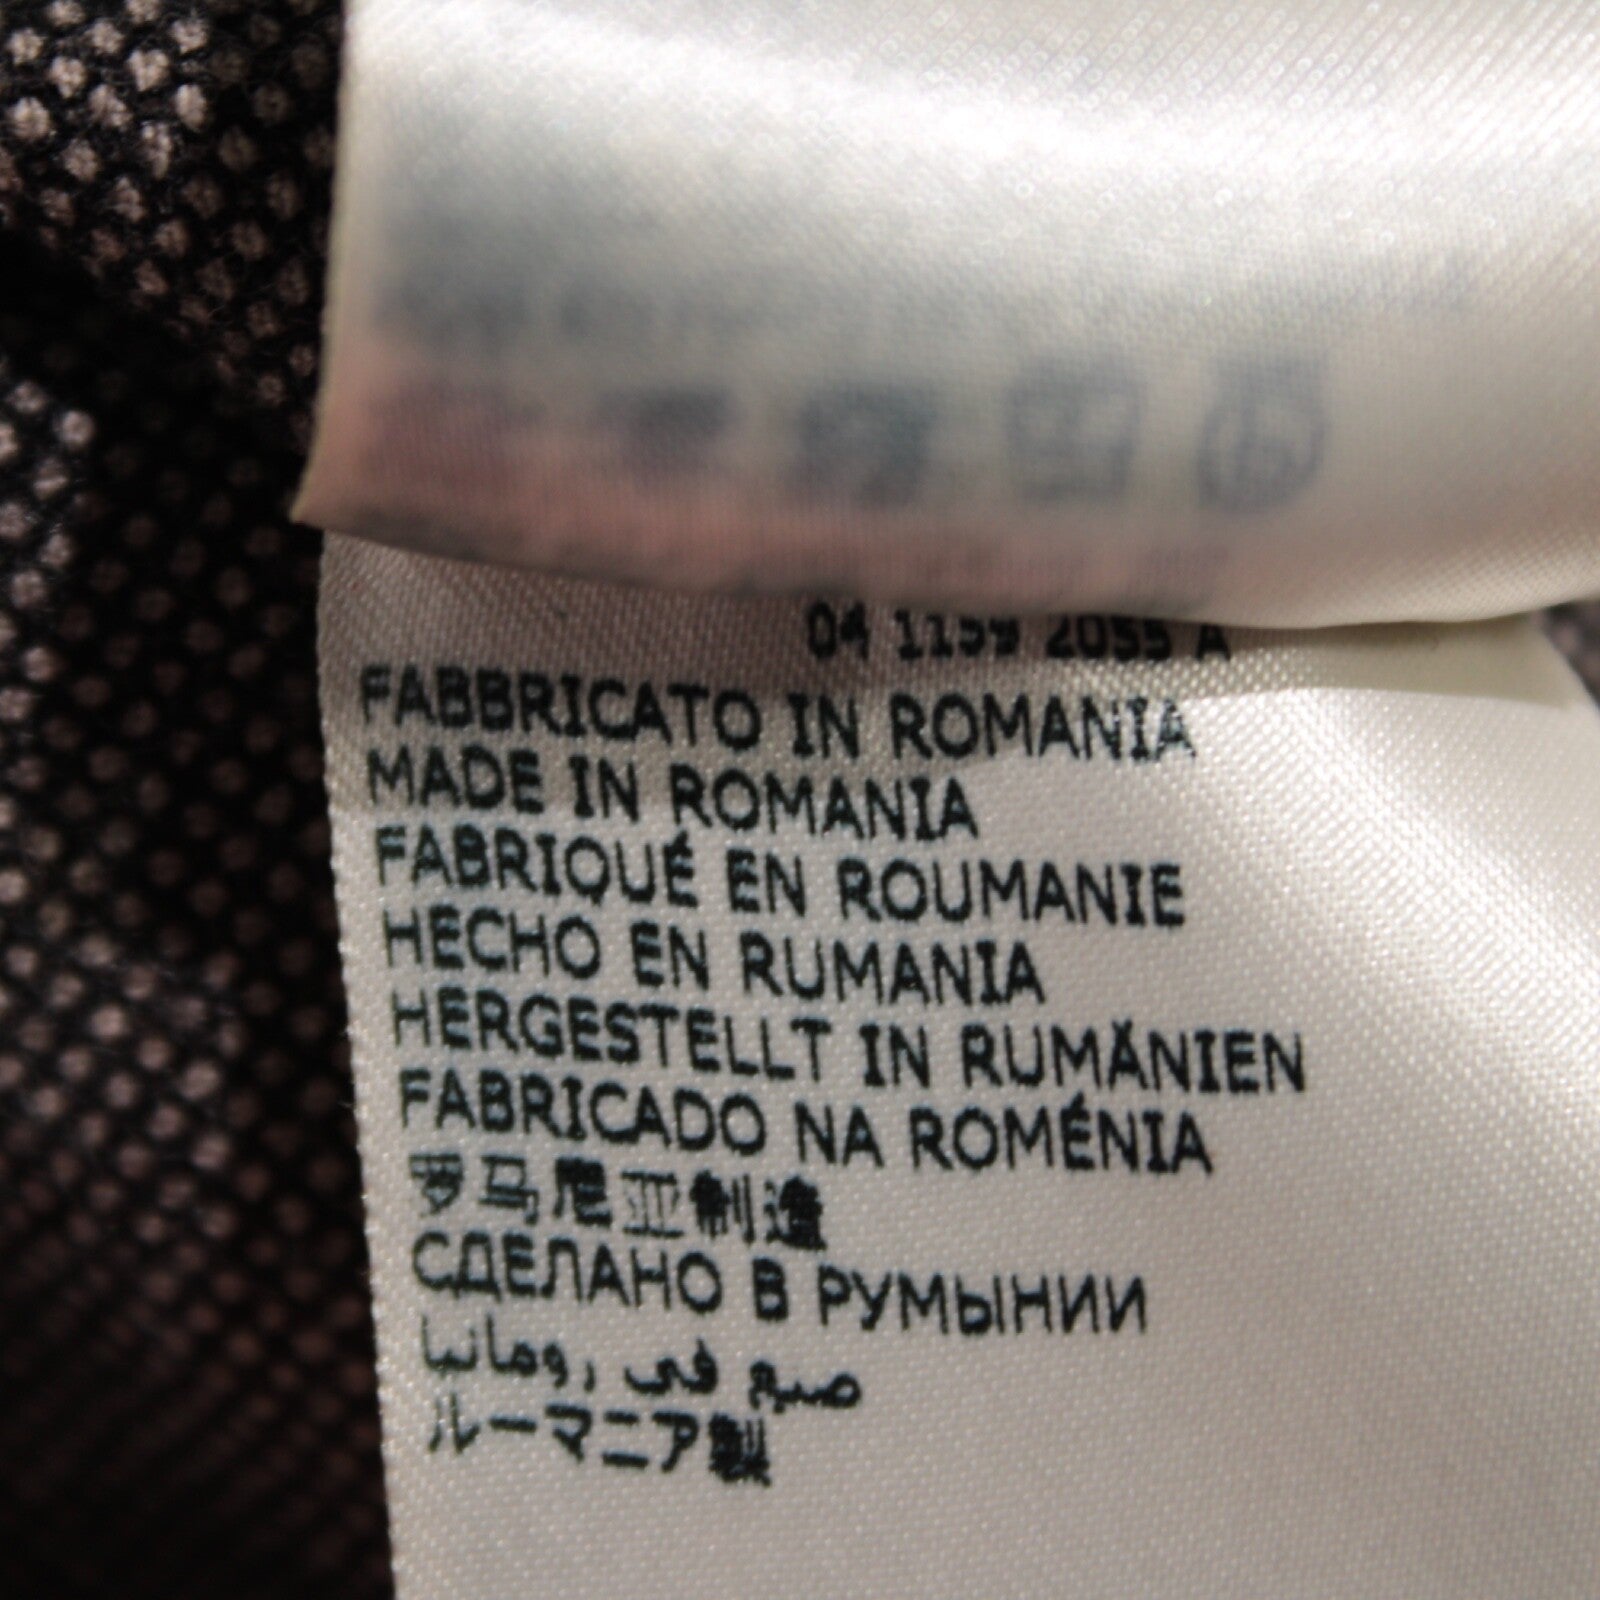 04 1159 2055 A
FABBRICATO IN ROMANIA
MADE IN ROMANIA
FABRIQUÉ EN ROUMANIE
HECHO EN RUMANIA
HERGESTELLT IN RUMÄNIEN
FABRICADO NA ROMÉNIA
罗马尼亚制造
СДЕЛАНО В РУМЫНИИ
صنع في رومانيا
ルーマニア製